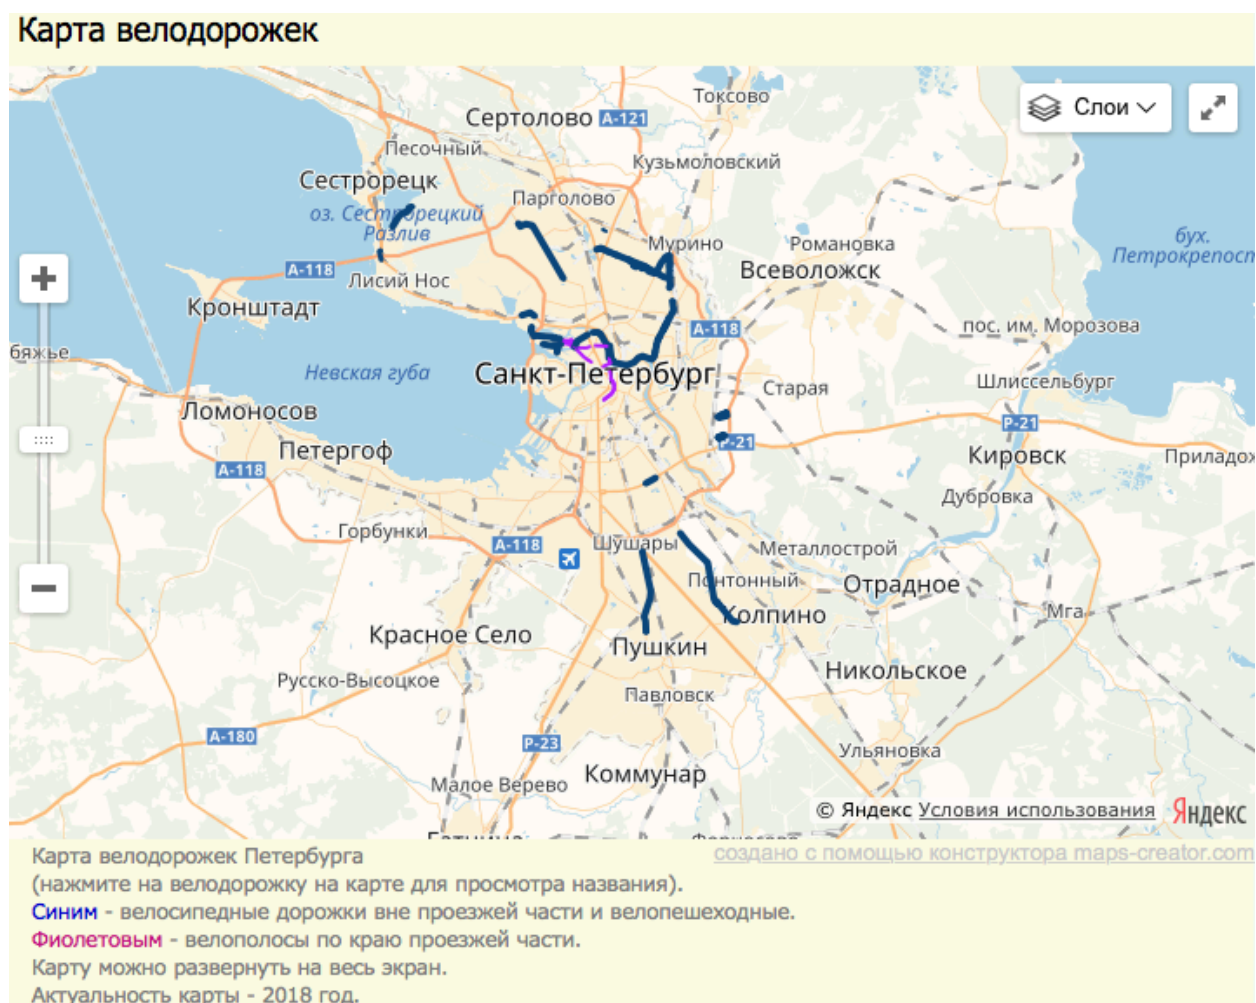 Карта велодорожек
Токсово
Слои
Сертолово А-121
Песочный
Кузьмоловский
Сестрорецк
Парголово
оз. Сестрорецкий
Разлив
Мурино
Романовка
бух.
Петрокрепост
А-118
Всеволожск
Лисий Нос
Кронштадт
А-118
пос. им. Морозова
бяжье
Невская губа
Санкт-Петербург
Старая
Шлиссельбург
Ломоносов
Р-21
Петергоф
Р-21
Кировск
Приладож
А-118
Дубровка
Горбунки
А-118
Шушары
Металлострой
Понтонный
Отрадное
Колпино
Мга
Красное Село
Пушкин
Никольское
Русско-Высоцкое
Павловск
А-180
Р-23
Ульяновка
Малое Верево
Коммунар
© Яндекс Условия использования Яндекс
Карта велодорожек Петербурга
создано с помощью конструктора maps-creator.com
(нажмите на велодорожку на карте для просмотра названия).
Синим - велосипедные дорожки вне проезжей части и велопешеходные.
Фиолетовым - велополосы по краю проезжей части.
Карту можно развернуть на весь экран.
Актуальность карты - 2018 год.